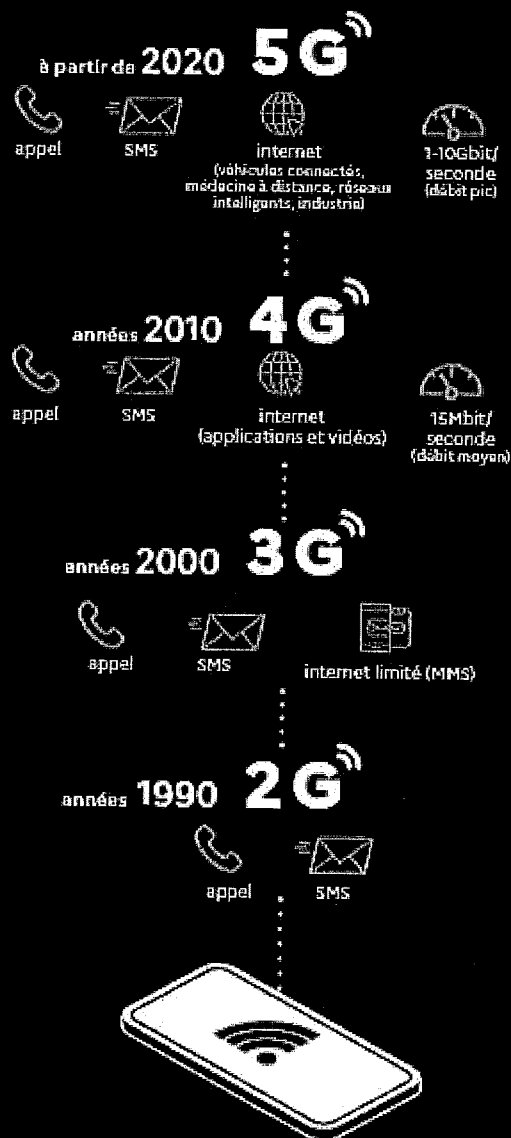 à partir de 2020 5G
appel
SMS
internet
(véhicules connectés,
médecine à distance, réseaux
intelligents, industrie)
1-10Gbit/
seconde
(débit pic)
années 2010 4G
appel
SMS
internet
(applications et vidéos)
15Mbit/
seconde
(débit moyen)
années 2000 3G
appel
SMS
internet limité (MMS)
années 1990 2G
appel
SMS